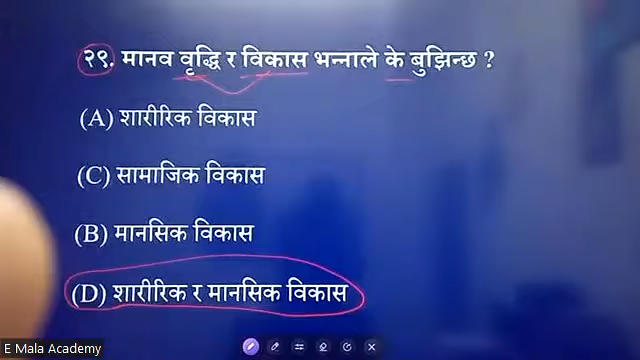 २९. मानव वृद्धि र विकास भन्नाले के बुझिन्छ ?
(A) शारीरिक विकास
(C) सामाजिक विकास
(B) मानसिक विकास
(D) शारीरिक र मानसिक विकास
E Mala Academy